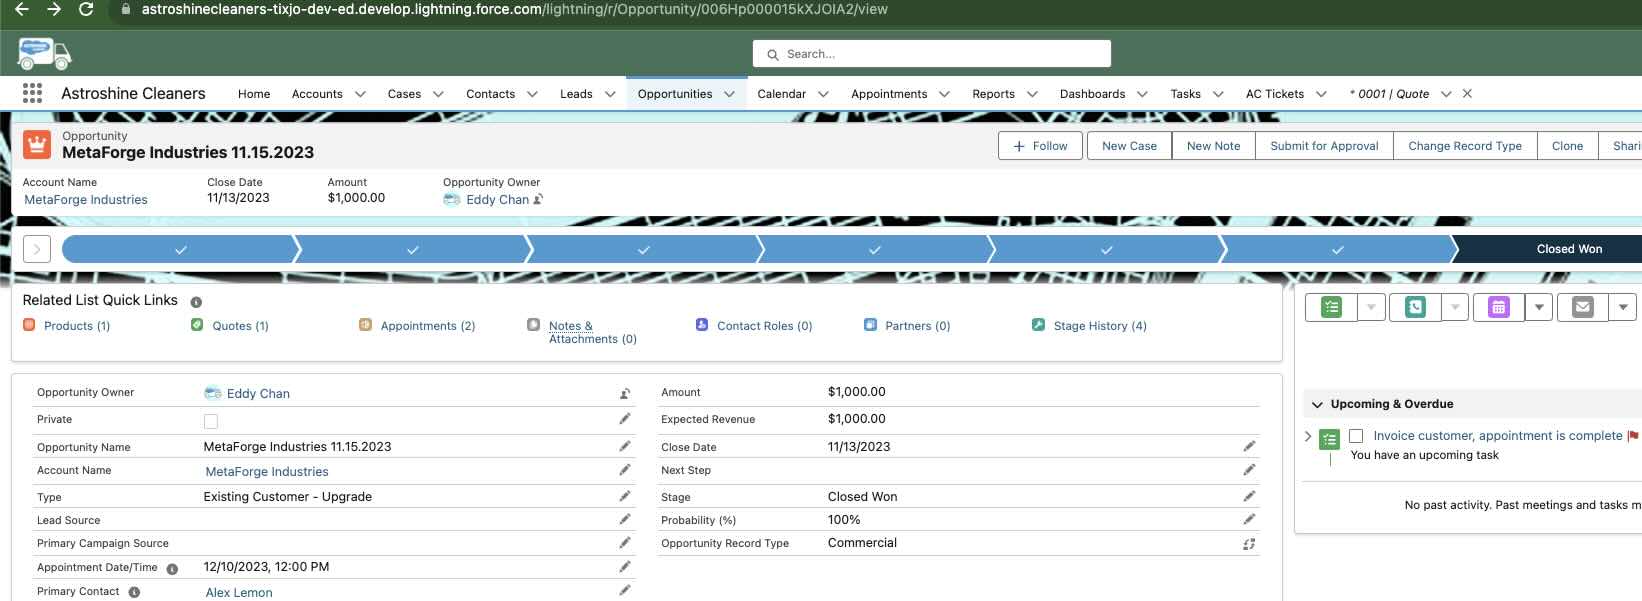 astroshinecleaners-tixjo-dev-ed.develop.lightning.force.com/lightning/r/Opportunity/006Hp000015kXJOIA2/view
Search...
Astroshine Cleaners Home Accounts Cases Contacts Leads Opportunities Calendar Appointments Reports Dashboards Tasks AC Tickets * 0001 | Quote
Opportunity
MetaForge Industries 11.15.2023
Follow New Case New Note Submit for Approval Change Record Type Clone Shari
Account Name Close Date Amount Opportunity Owner
MetaForge Industries 11/13/2023 $1,000.00 Eddy Chan
Closed Won
Related List Quick Links
Products (1) Quotes (1) Appointments (2) Notes & Attachments (0) Contact Roles (0) Partners (0) Stage History (4)
Opportunity Owner Eddy Chan
Private
Opportunity Name MetaForge Industries 11.15.2023
Account Name MetaForge Industries
Type Existing Customer - Upgrade
Lead Source
Primary Campaign Source
Appointment Date/Time 12/10/2023, 12:00 PM
Primary Contact Alex Lemon
Amount $1,000.00
Expected Revenue $1,000.00
Close Date 11/13/2023
Next Step
Stage Closed Won
Probability (%) 100%
Opportunity Record Type Commercial
Upcoming & Overdue
Invoice customer, appointment is complete
You have an upcoming task
No past activity. Past meetings and tasks m